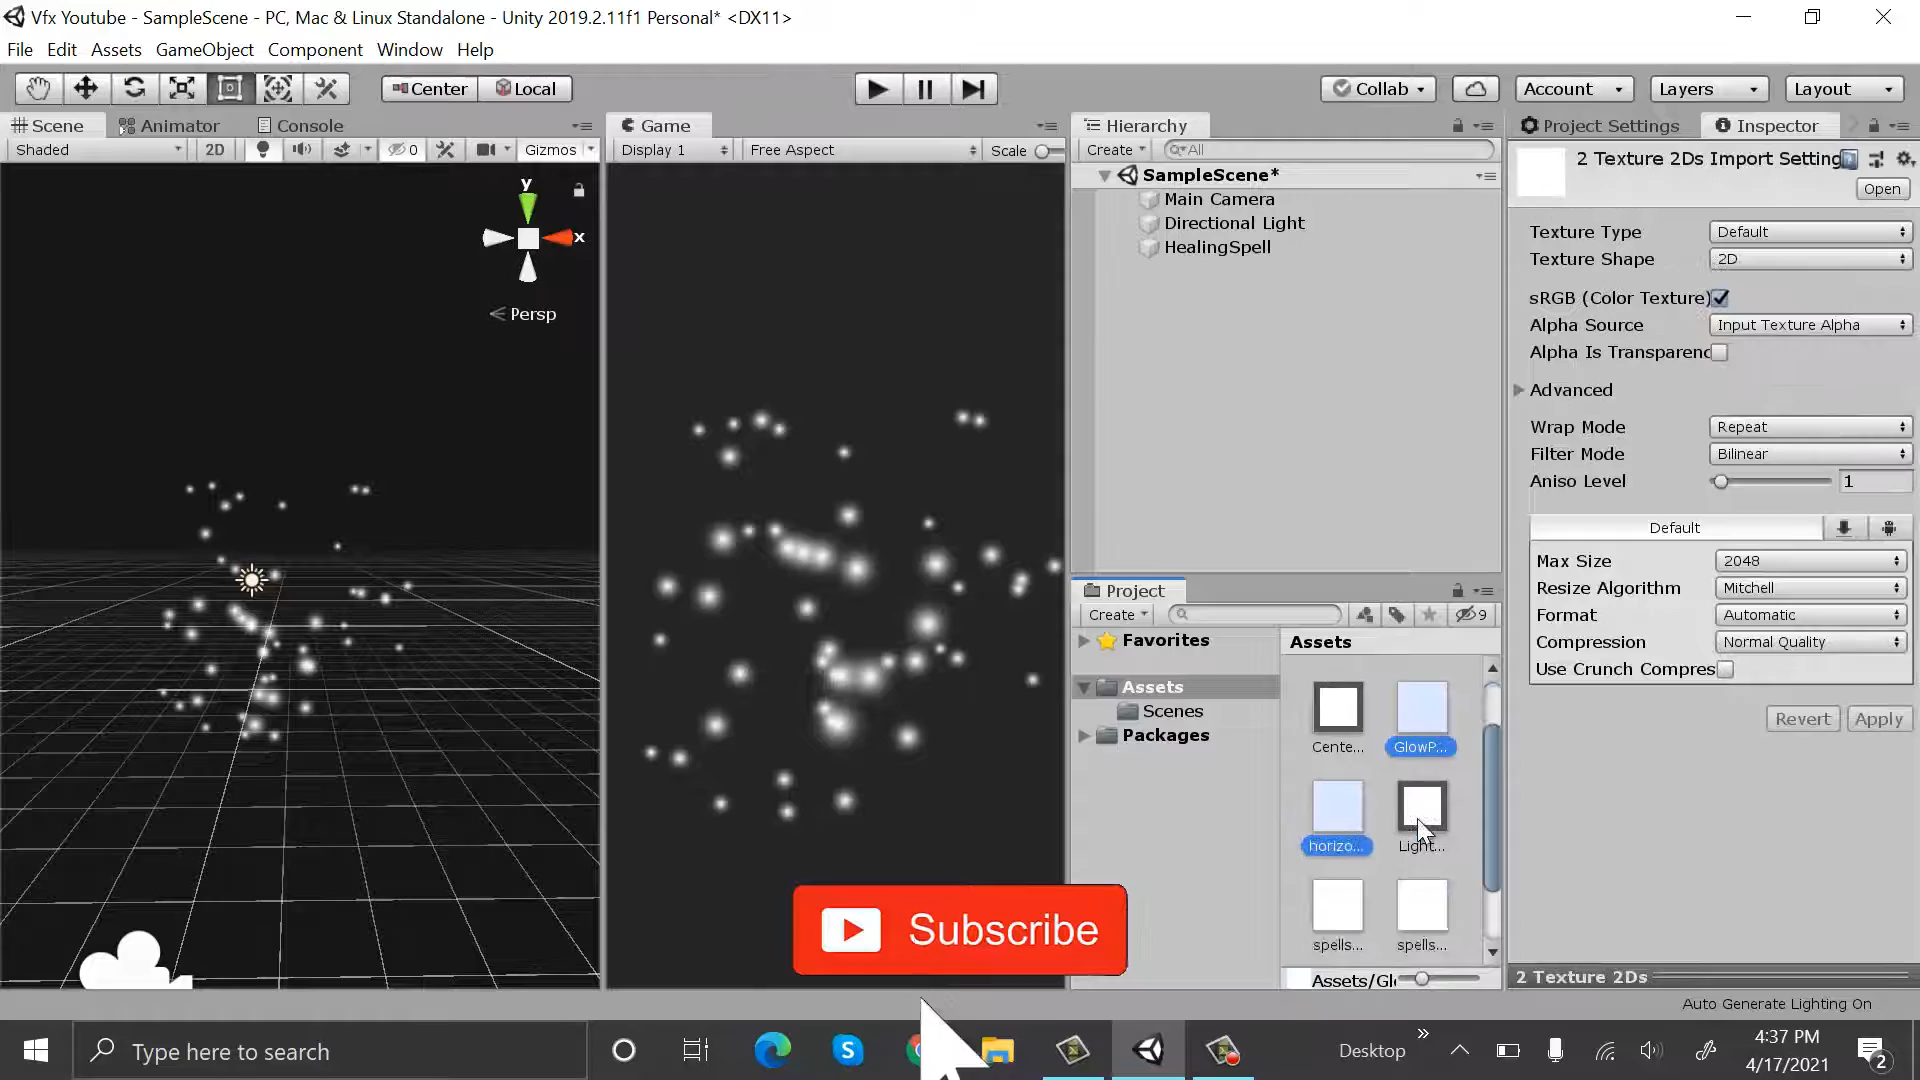 Vfx Youtube - SampleScene - PC, Mac & Linux Standalone - Unity 2019.2.11f1 Personal* <DX11>
File Edit Assets GameObject Component Window Help
Center Local Collab Account Layers Layout
Scene Animator Console
Shaded 2D 0 Gizmos
y
x
Persp
Game
Display 1 Free Aspect Scale
Hierarchy
Create All
SampleScene*
Main Camera
Directional Light
HealingSpell
Project
Create 9
Favorites
Assets
Scenes
Packages
Assets
Cente... GlowP...
horizo... Light...
spells... spells...
Assets/Gl
Project Settings Inspector
2 Texture 2Ds Import Setting
Open
Texture Type Default
Texture Shape 2D
sRGB (Color Texture)
Alpha Source Input Texture Alpha
Alpha Is Transparenc
Advanced
Wrap Mode Repeat
Filter Mode Bilinear
Aniso Level 1
Default
Max Size 2048
Resize Algorithm Mitchell
Format Automatic
Compression Normal Quality
Use Crunch Compres
Revert Apply
2 Texture 2Ds
Auto Generate Lighting On
Subscribe
Type here to search
Desktop
4:37 PM
4/17/2021
2